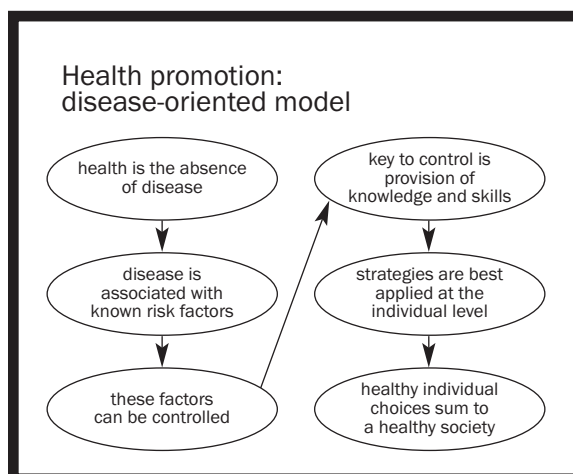 Health promotion:
disease-oriented model
health is the absence
of disease
disease is
associated with
known risk factors
these factors
can be controlled
key to control is
provision of
knowledge and skills
strategies are best
applied at the
individual level
healthy individual
choices sum to
a healthy society